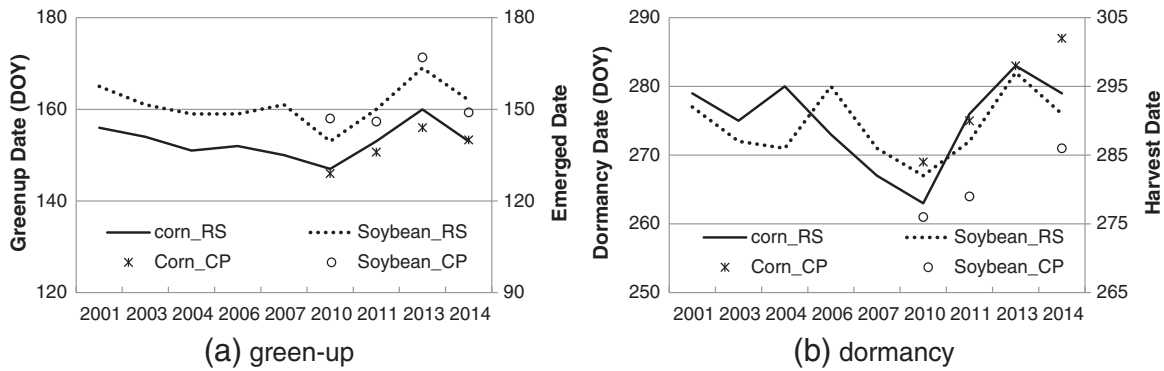 180
160
140
120
Greenup Date (DOY)
180
150
120
90
Emerged Date
corn_RS
Soybean_RS
Corn_CP
Soybean_CP
2001 2003 2004 2006 2007 2010 2011 2013 2014
(a) green-up
290
280
270
260
250
Dormancy Date (DOY)
305
295
285
275
265
Harvest Date
corn_RS
Soybean_RS
Corn_CP
Soybean_CP
2001 2003 2004 2006 2007 2010 2011 2013 2014
(b) dormancy